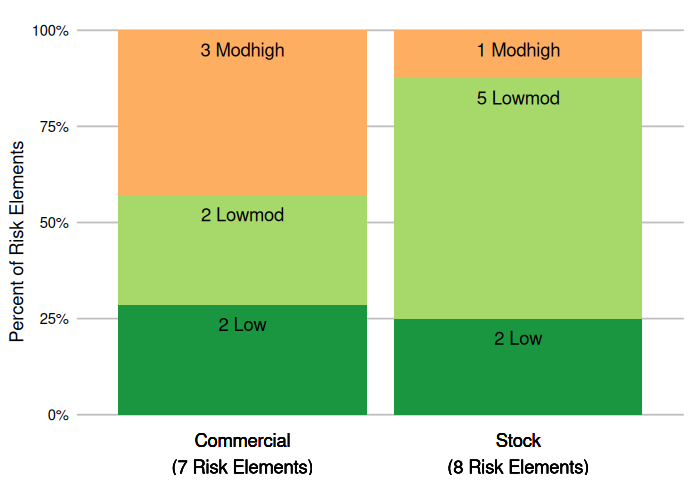 100%
75%
50%
25%
0%
Percent of Risk Elements
3 Modhigh
2 Lowmod
2 Low
1 Modhigh
5 Lowmod
2 Low
Commercial
(7 Risk Elements)
Stock
(8 Risk Elements)